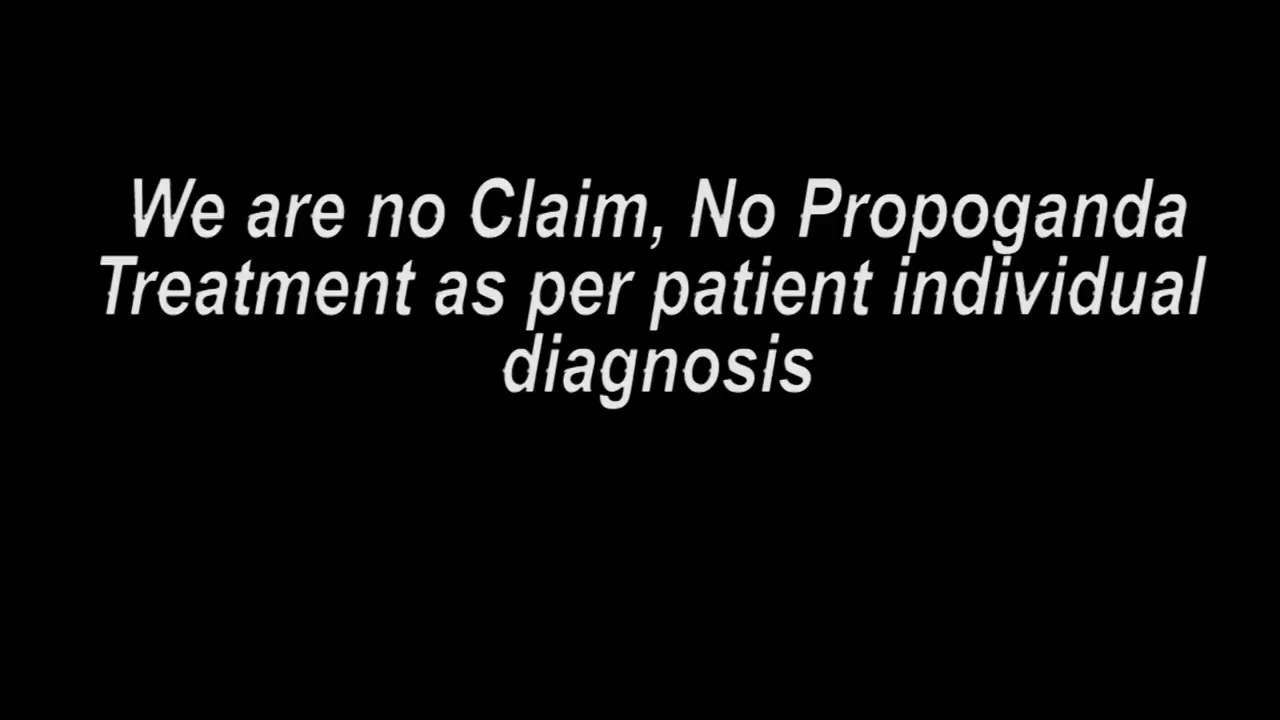 We are no Claim, No Propoganda
Treatment as per patient individual
diagnosis